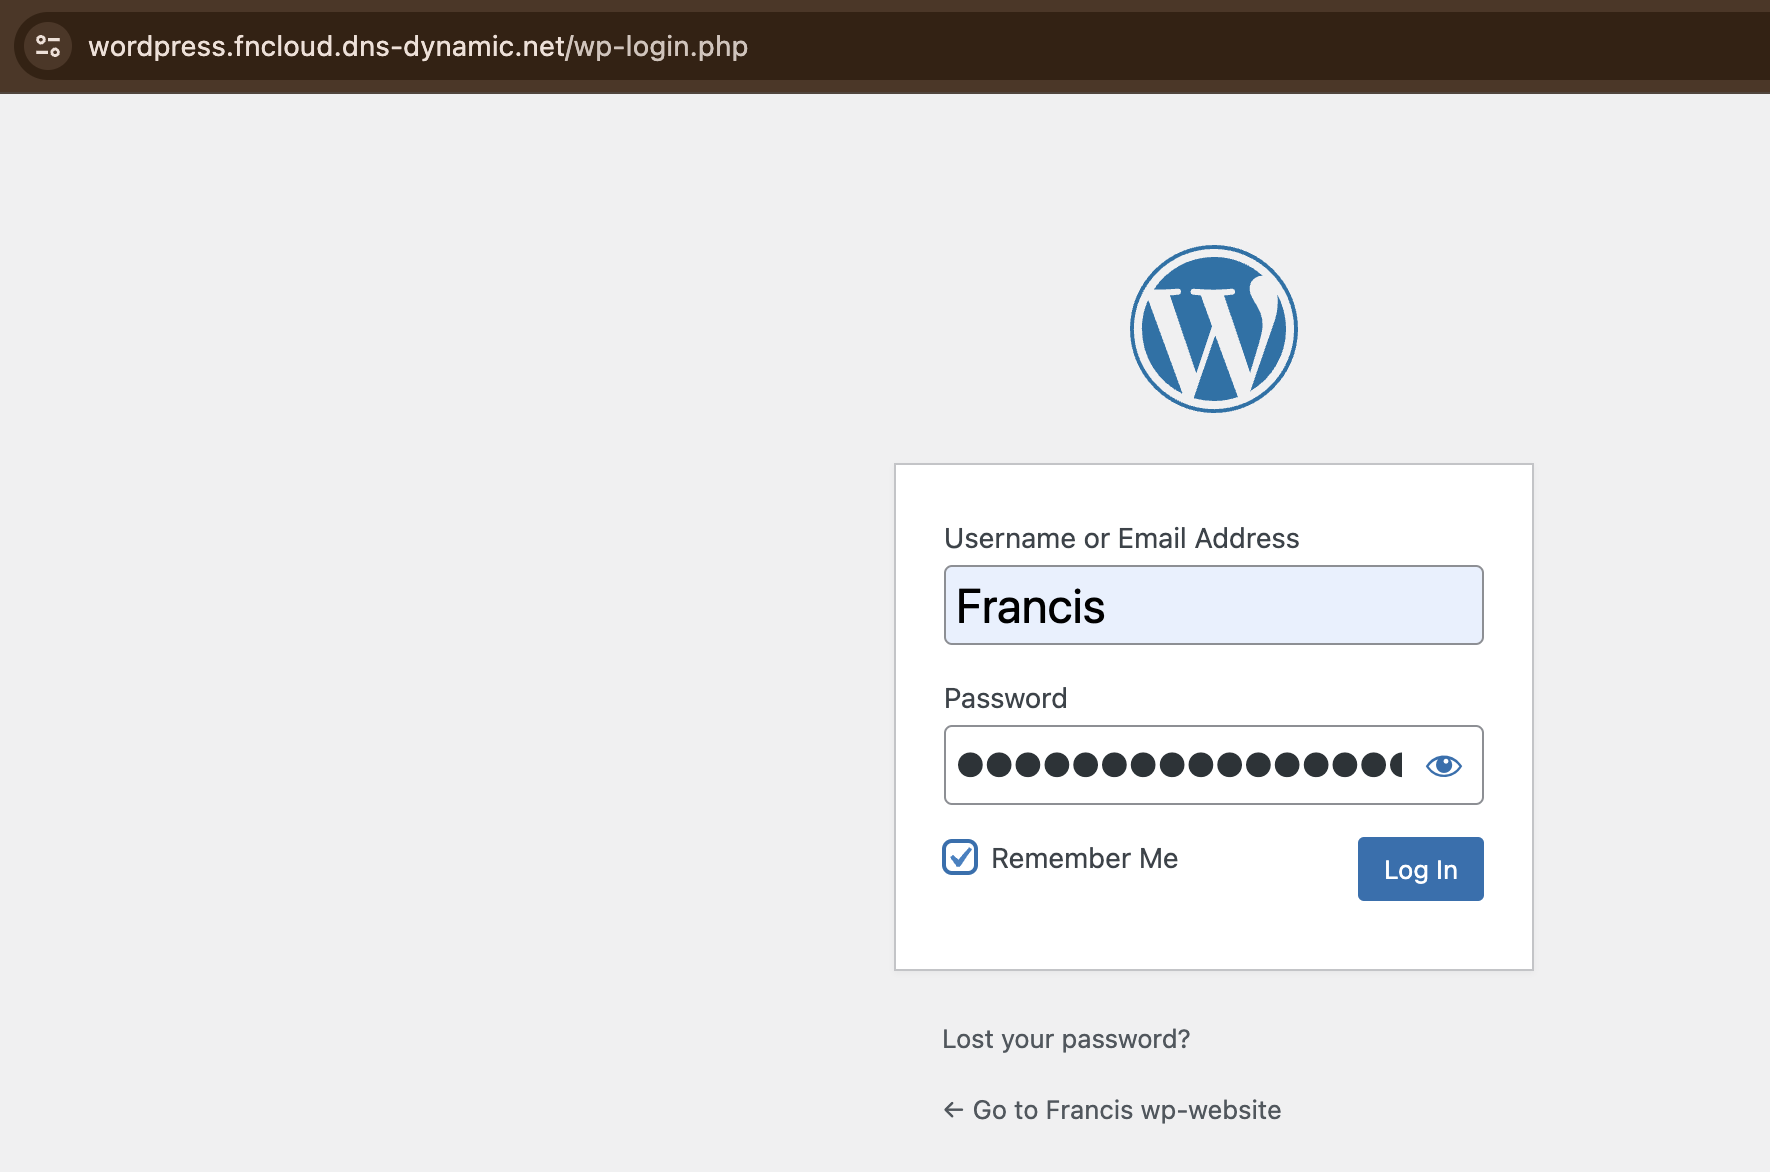 wordpress.fncloud.dns-dynamic.net/wp-login.php
Username or Email Address
Francis
Password
Remember Me
Log In
Lost your password?
← Go to Francis wp-website